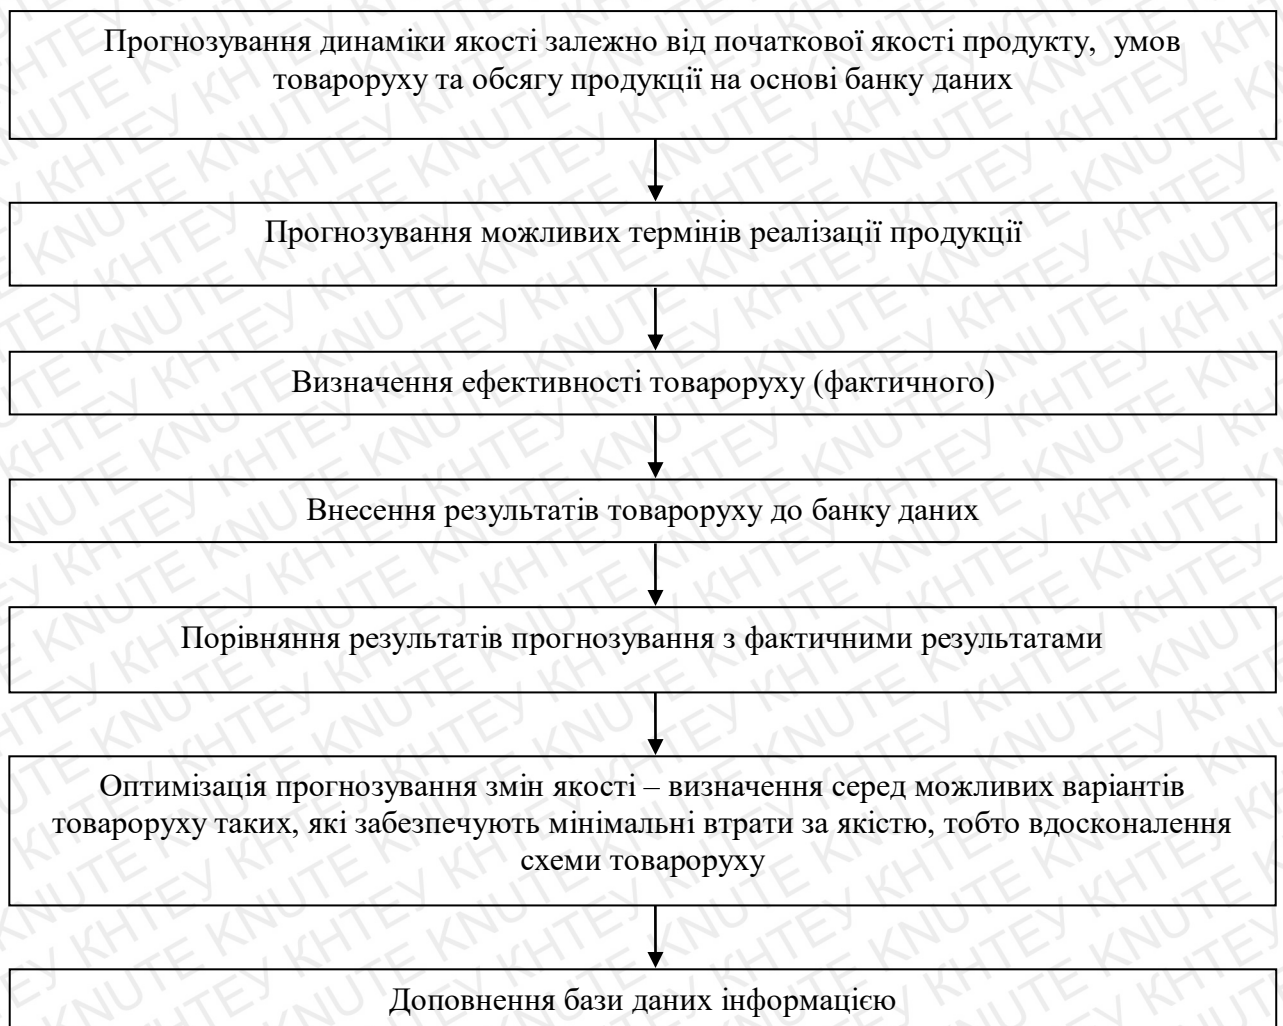 Прогнозування динаміки якості залежно від початкової якості продукту, умов
товароруху та обсягу продукції на основі банку даних
Прогнозування можливих термінів реалізації продукції
Визначення ефективності товароруху (фактичного)
Внесення результатів товароруху до банку даних
Порівняння результатів прогнозування з фактичними результатами
Оптимізація прогнозування змін якості – визначення серед можливих варіантів
товароруху таких, які забезпечують мінімальні втрати за якістю, тобто вдосконалення
схеми товароруху
Доповнення бази даних інформацією